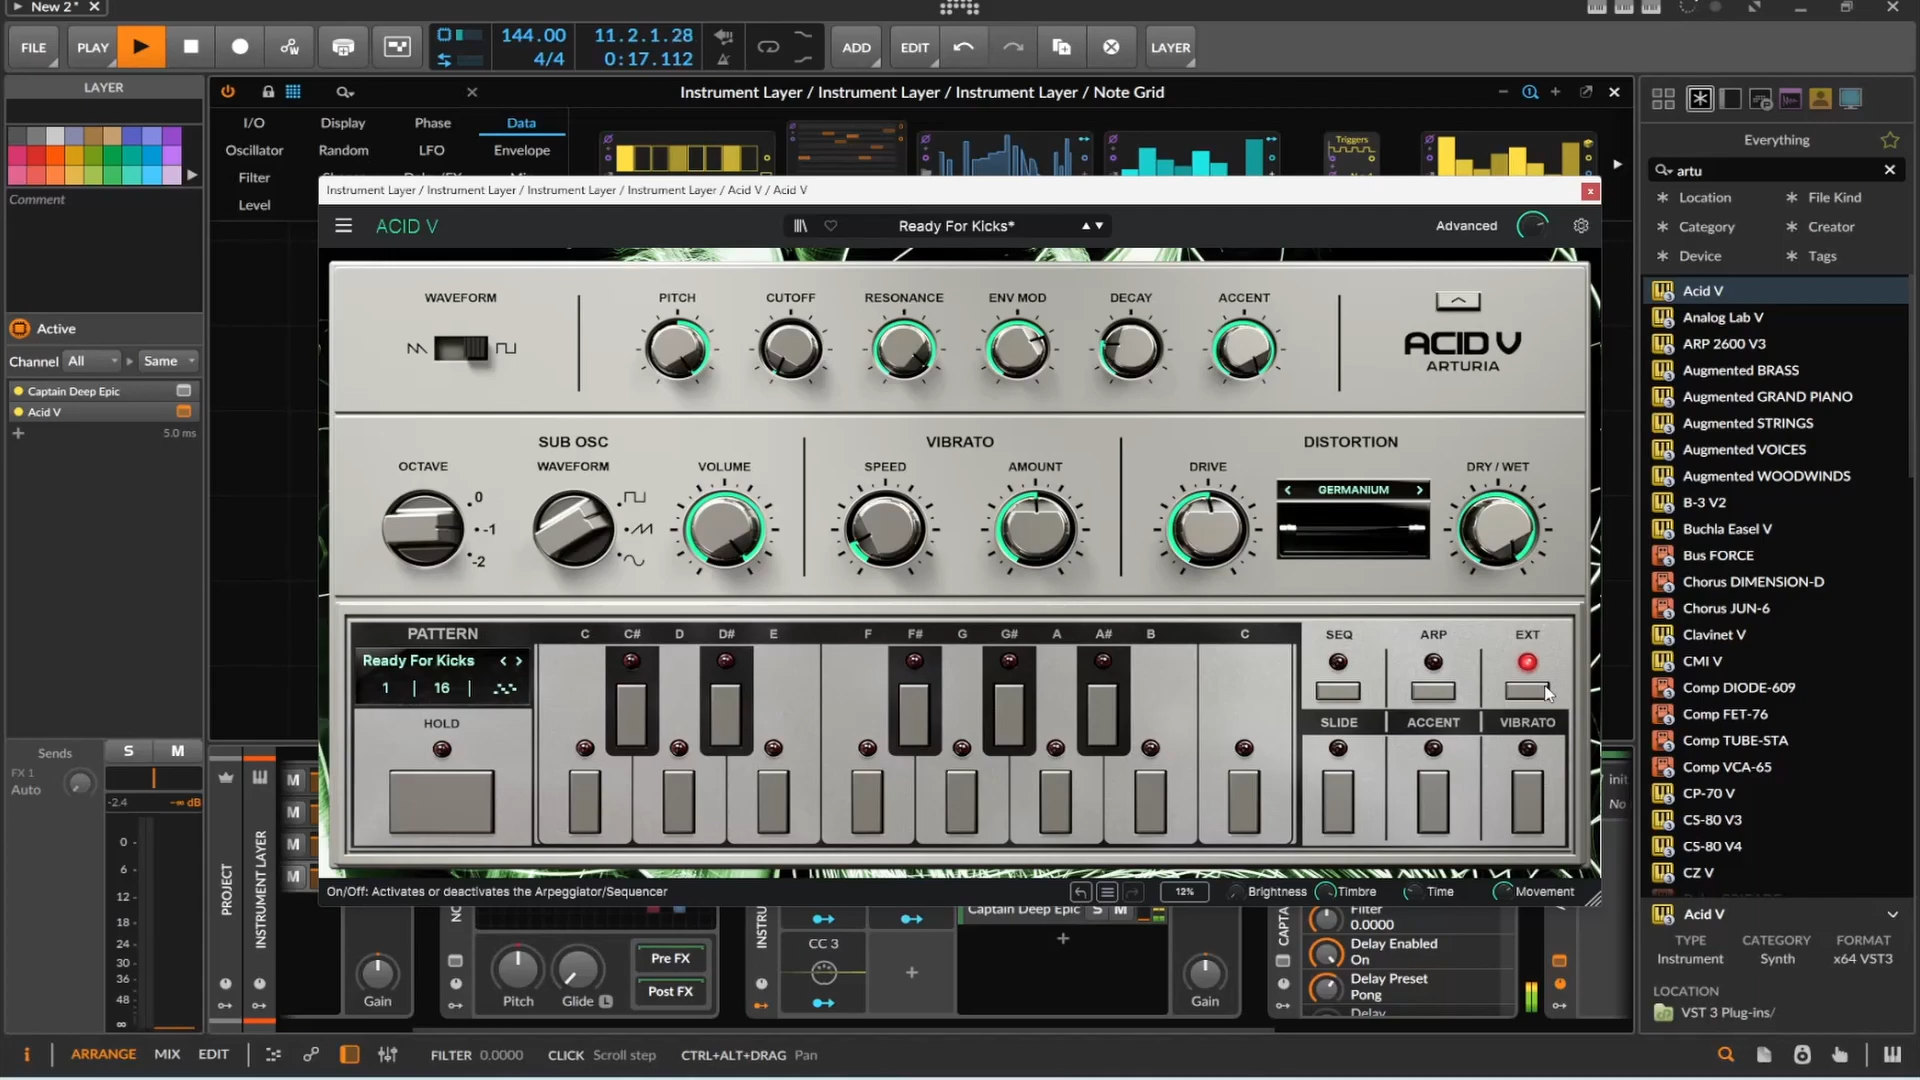 New 2*
FILE
PLAY
144.00
4/4
11.2.1.28
0:17.112
ADD
EDIT
LAYER
LAYER
Instrument Layer / Instrument Layer / Instrument Layer / Note Grid
I/O
Display
Phase
Data
Oscillator
Random
LFO
Envelope
Filter
Level
Triggers
Everything
artu
Location
File Kind
Category
Creator
Device
Tags
Comment
Active
Channel
All
Same
Captain Deep Epic
Acid V
5.0 ms
Instrument Layer / Instrument Layer / Instrument Layer / Instrument Layer / Acid V / Acid V
ACID V
Ready For Kicks*
Advanced
WAVEFORM
PITCH
CUTOFF
RESONANCE
ENV MOD
DECAY
ACCENT
ACID V
ARTURIA
SUB OSC
OCTAVE
WAVEFORM
VOLUME
0
-1
-2
VIBRATO
SPEED
AMOUNT
DISTORTION
DRIVE
GERMANIUM
DRY / WET
PATTERN
Ready For Kicks
1
16
HOLD
C
C#
D
D#
E
F
F#
G
G#
A
A#
B
C
SEQ
ARP
EXT
SLIDE
ACCENT
VIBRATO
On/Off: Activates or deactivates the Arpeggiator/Sequencer
12%
Brightness
Timbre
Time
Movement
Acid V
Analog Lab V
ARP 2600 V3
Augmented BRASS
Augmented GRAND PIANO
Augmented STRINGS
Augmented VOICES
Augmented WOODWINDS
B-3 V2
Buchla Easel V
Bus FORCE
Chorus DIMENSION-D
Chorus JUN-6
Clavinet V
CMI V
Comp DIODE-609
Comp FET-76
Comp TUBE-STA
Comp VCA-65
CP-70 V
CS-80 V3
CS-80 V4
CZ V
Acid V
TYPE
CATEGORY
FORMAT
Instrument
Synth
x64 VST3
LOCATION
VST 3 Plug-ins/
Sends
S
M
FX 1
Auto
-2.4
-∞ dB
0
6
12
18
24
30
36
48
∞
PROJECT
INSTRUMENT LAYER
M
M
M
M
Gain
Pitch
Glide
L
Pre FX
Post FX
CC 3
Captain Deep Epic
S
M
Gain
Filter
0.0000
Delay Enabled
On
Delay Preset
Pong
Delay
init
No
ARRANGE
MIX
EDIT
FILTER 0.0000
CLICK Scroll step
CTRL+ALT+DRAG Pan